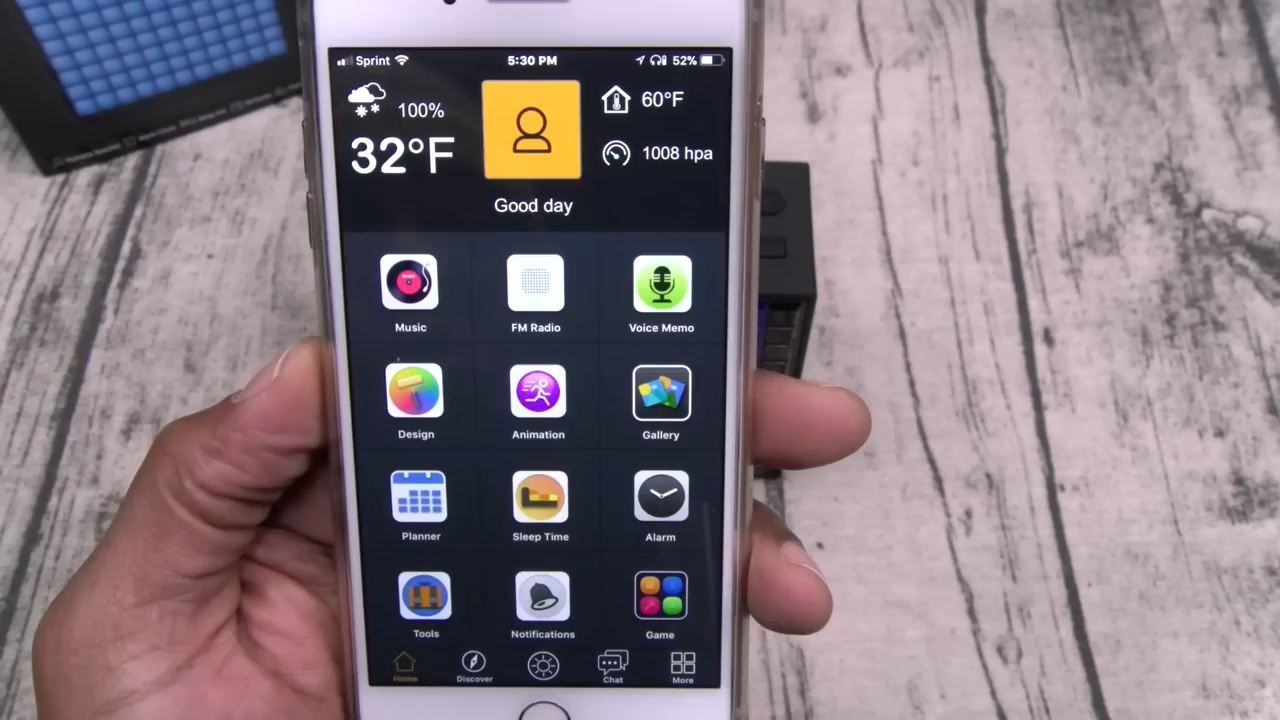 Sprint 5:30 PM 52%
100% 60°F
32°F 1008 hpa
Good day
Music FM Radio Voice Memo
Design Animation Gallery
Planner Sleep Time Alarm
Tools Notifications Game
Home Discover Chat More